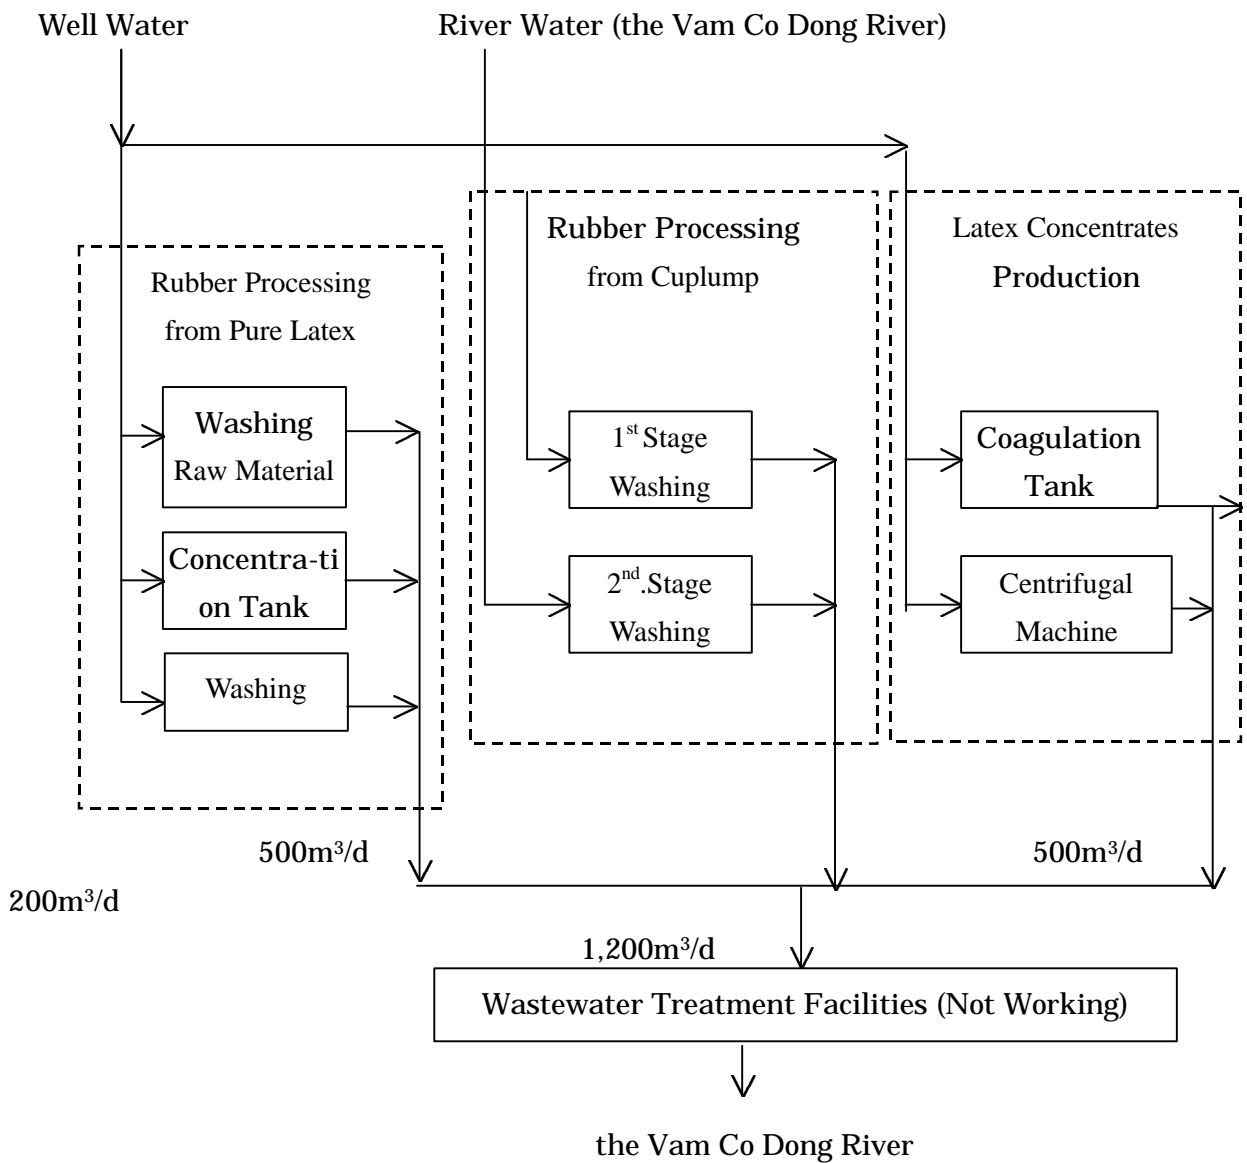 Well Water
River Water (the Vam Co Dong River)
Rubber Processing
from Pure Latex
Washing
Raw Material
Concentra-ti
on Tank
Washing
Rubber Processing
from Cuplump
1st Stage
Washing
2nd.Stage
Washing
Latex Concentrates
Production
Coagulation
Tank
Centrifugal
Machine
500m³/d
500m³/d
200m³/d
1,200m³/d
Wastewater Treatment Facilities (Not Working)
the Vam Co Dong River